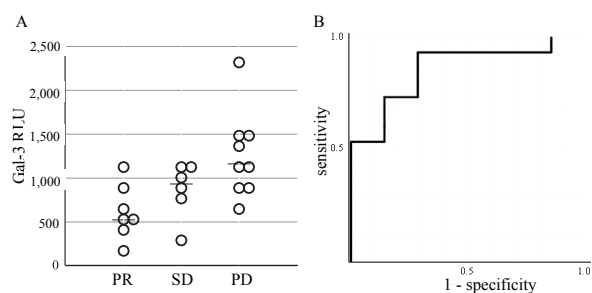 A
2,500
2,000
1,500
1,000
500
0
Gal-3 RLU
PR SD PD
B
1.0
0.5
sensitivity
0.5 1.0
1 - specificity